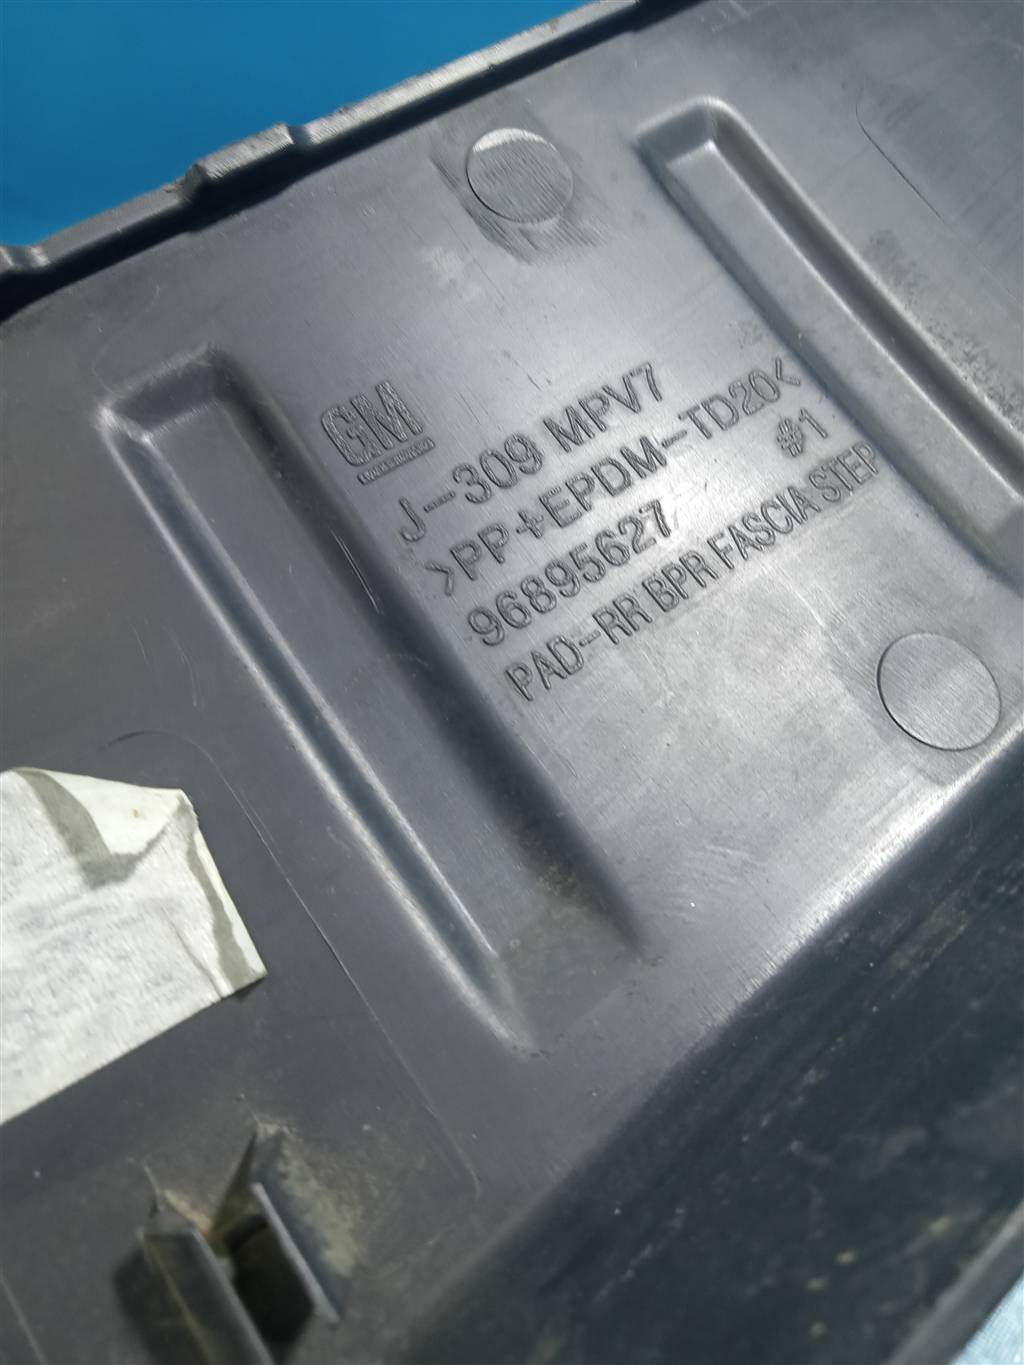 GM
J-309 MPV7
>PP+EPDM-TD20<
#1
96895627
PAD-RR BPR FASCIA STEP